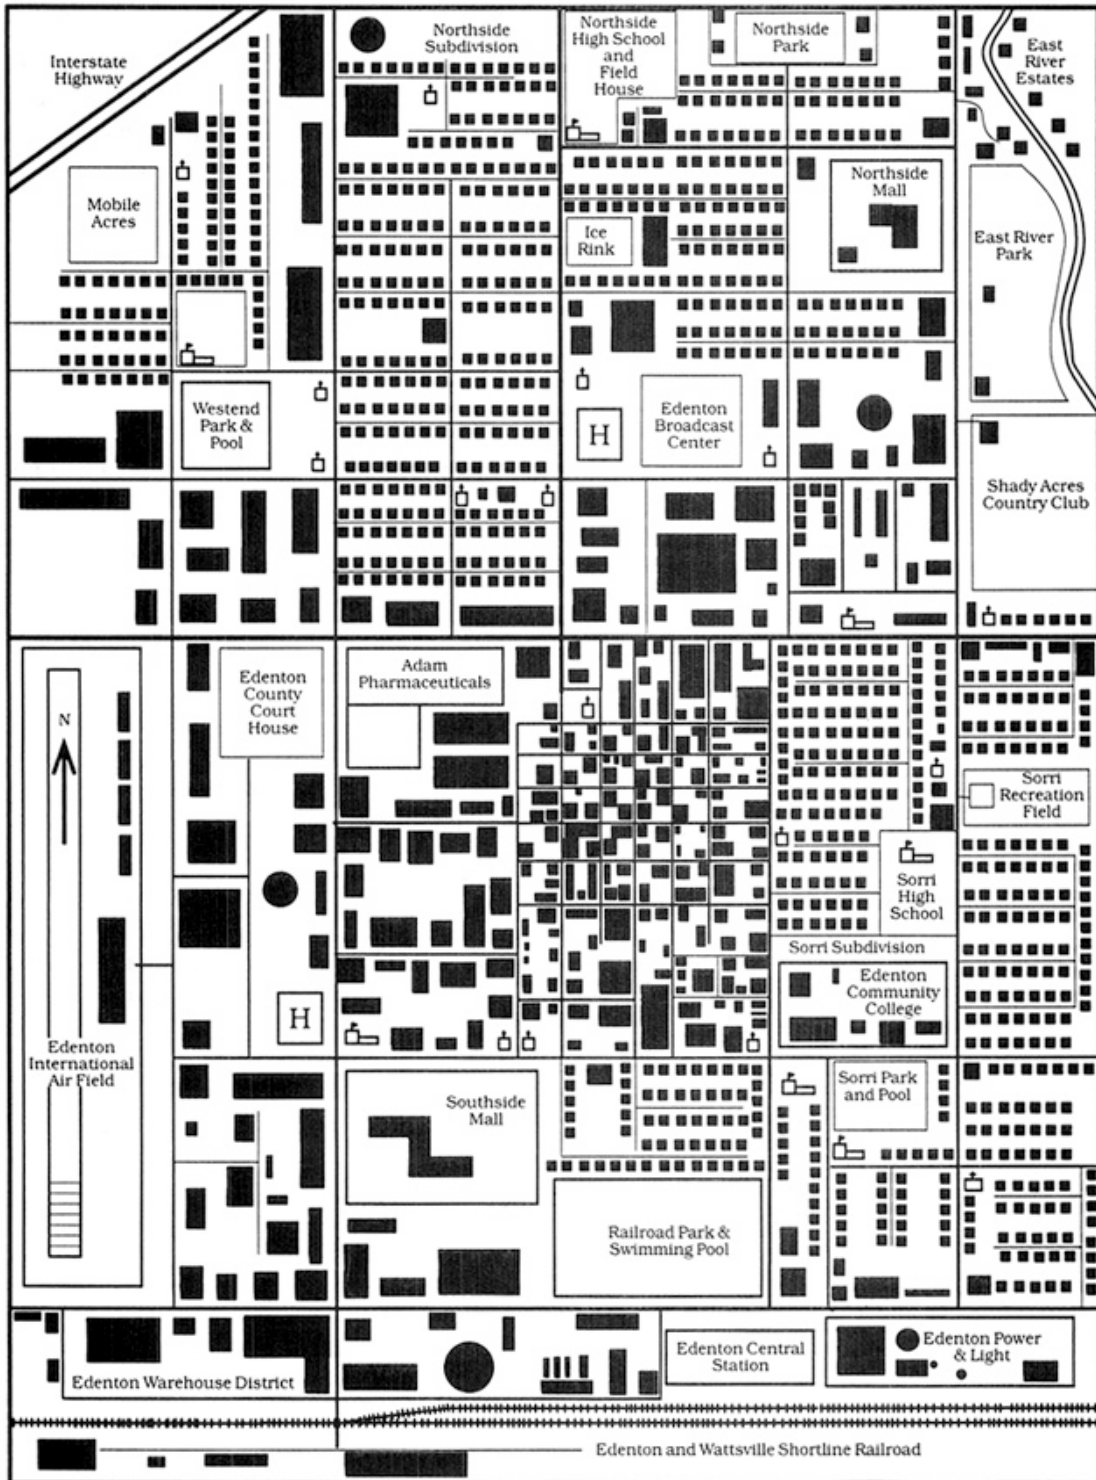 Interstate
Highway
Northside
Subdivision
Northside
High School
and
Field
House
Northside
Park
East
River
Estates
Mobile
Acres
Ice
Rink
Northside
Mall
East River
Park
Westend
Park &
Pool
H
Edenton
Broadcast
Center
Shady Acres
Country Club
N
Edenton
County
Court
House
Adam
Pharmaceuticals
Sorri
Recreation
Field
Sorri
High
School
Sorri Subdivision
Edenton
Community
College
H
Edenton
International
Air Field
Southside
Mall
Sorri Park
and Pool
Railroad Park &
Swimming Pool
Edenton Warehouse District
Edenton Central
Station
Edenton Power
& Light
Edenton and Wattsville Shortline Railroad